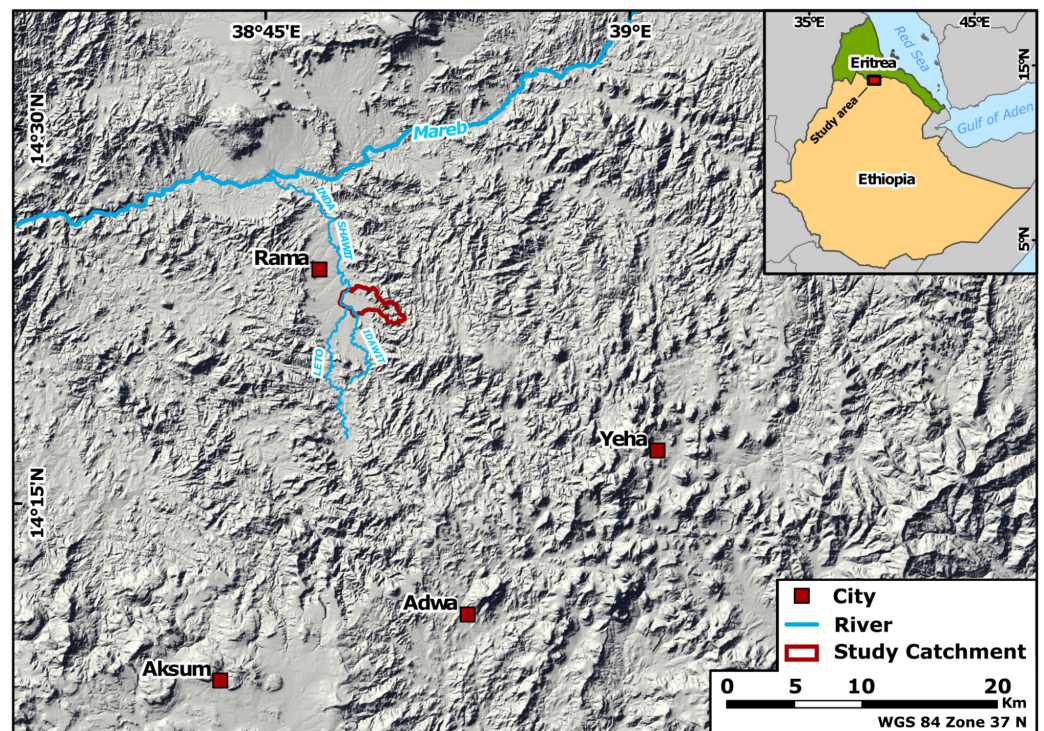 38°45'E
39°E
14°30'N
14°15'N
Mareb
INDA
SHAWIT
Rama
IDAWIT
LETO
Yeha
Adwa
Aksum
35°E
45°E
15°N
5°N
Red Sea
Eritrea
Study area
Gulf of Aden
Ethiopia
City
River
Study Catchment
0 5 10 20
Km
WGS 84 Zone 37 N